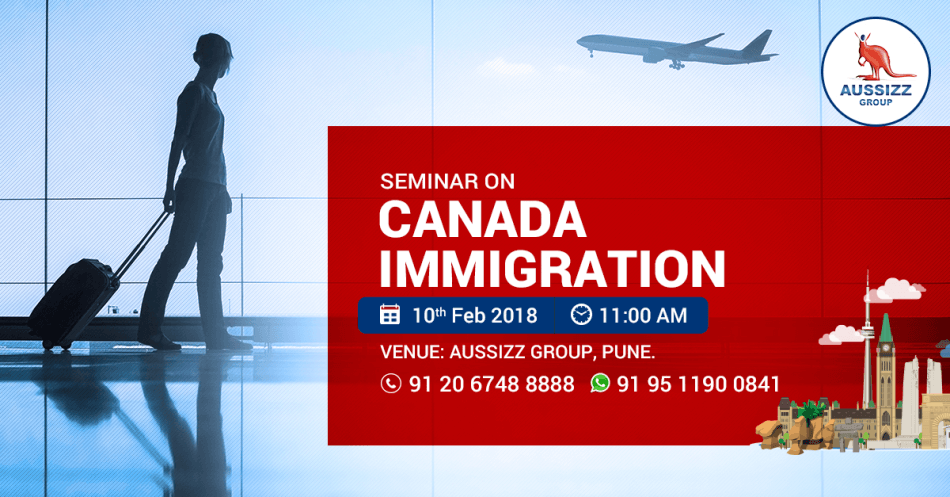 AUSSIZZ
GROUP
SEMINAR ON
CANADA
IMMIGRATION
10th Feb 2018 11:00 AM
VENUE: AUSSIZZ GROUP, PUNE.
91 20 6748 8888 91 95 1190 0841